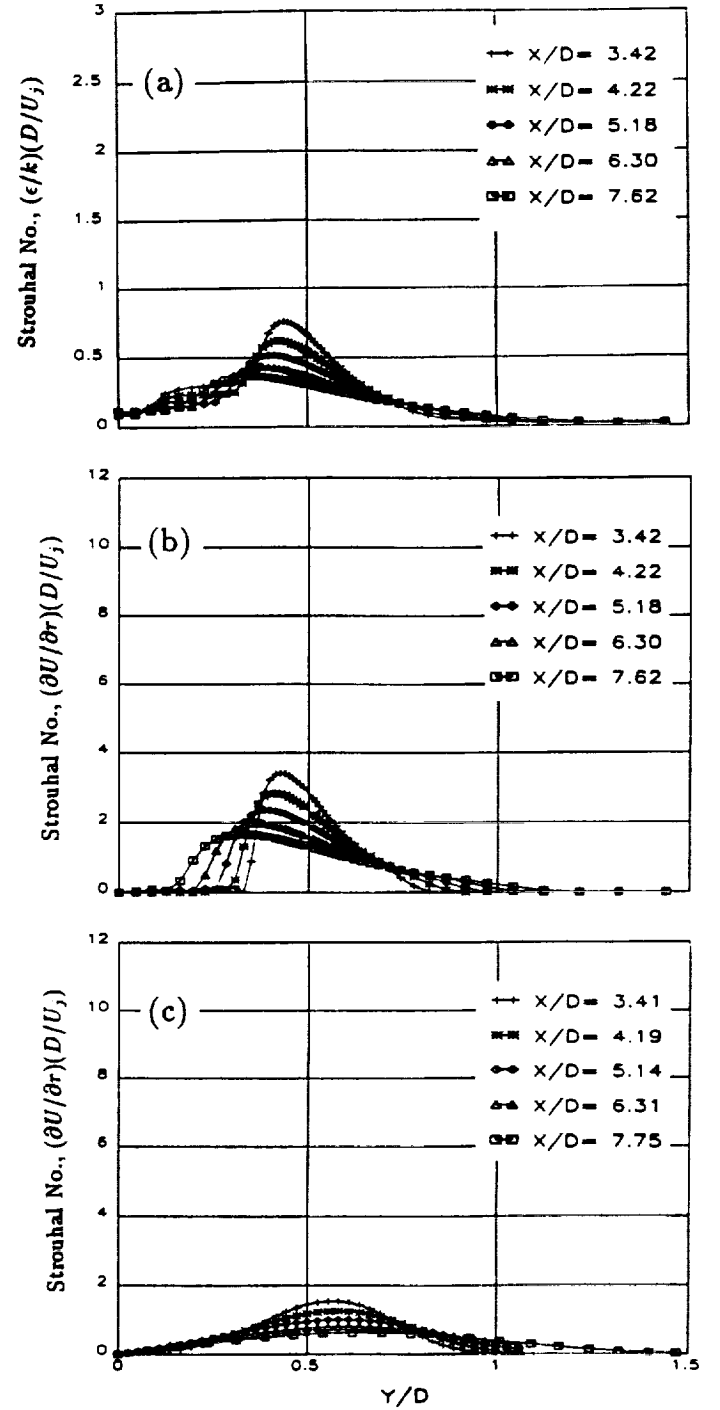 3
2.5
2
1.5
1
0.5
0
Strouhal No., (ϵ/k)(D/U_j)
(a)
X/D= 3.42
X/D= 4.22
X/D= 5.18
X/D= 6.30
X/D= 7.62
12
10
8
6
4
2
0
Strouhal No., (∂U/∂r)(D/U_j)
(b)
X/D= 3.42
X/D= 4.22
X/D= 5.18
X/D= 6.30
X/D= 7.62
12
10
8
6
4
2
0
Strouhal No., (∂U/∂r)(D/U_j)
(c)
X/D= 3.41
X/D= 4.19
X/D= 5.14
X/D= 6.31
X/D= 7.75
0 0.5 1 1.5
Y/D